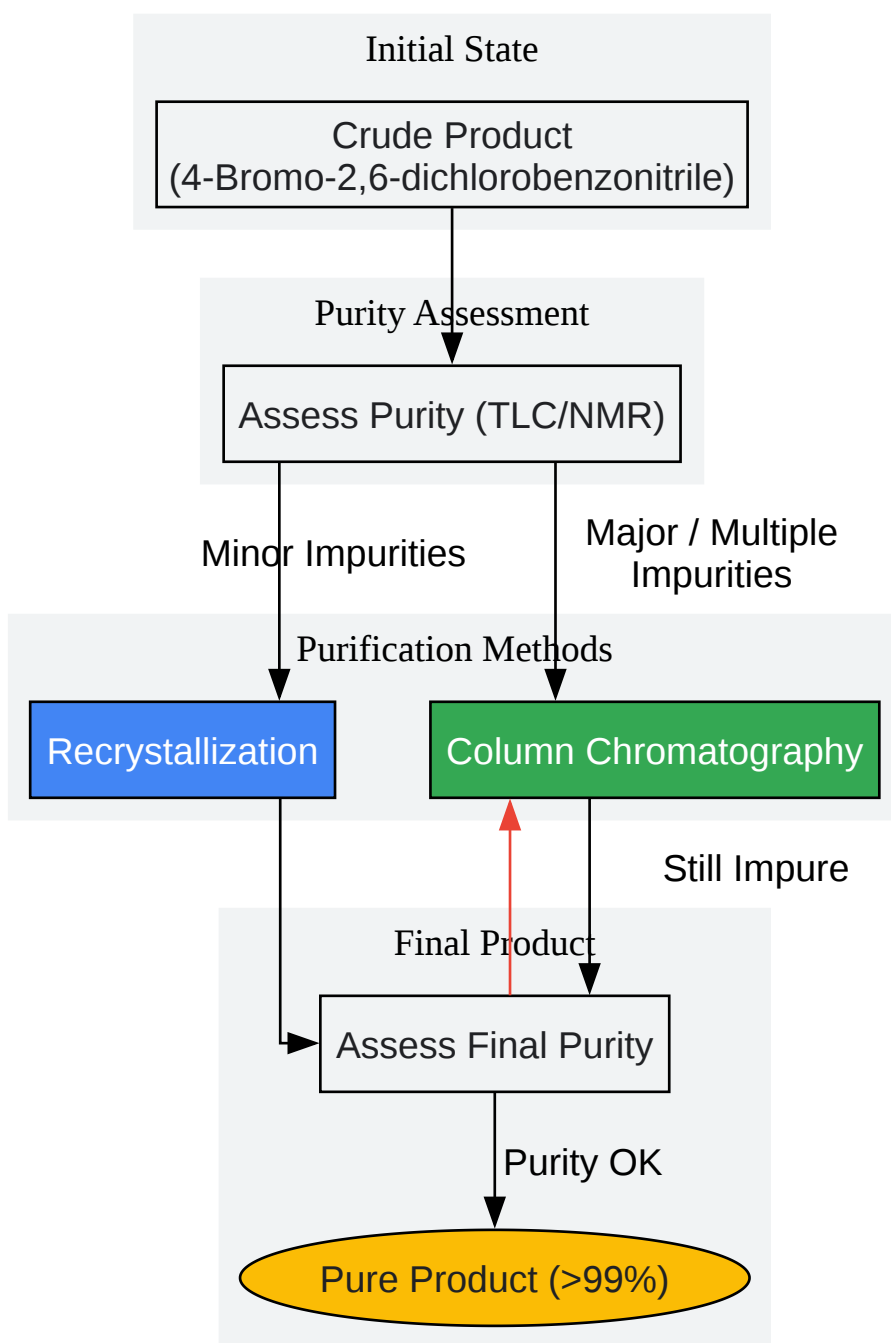 Initial State
Crude Product
(4-Bromo-2,6-dichlorobenzonitrile)
Purity Assessment
Assess Purity (TLC/NMR)
Minor Impurities
Major / Multiple
Impurities
Purification Methods
Recrystallization
Column Chromatography
Still Impure
Final Product
Assess Final Purity
Purity OK
Pure Product (>99%)